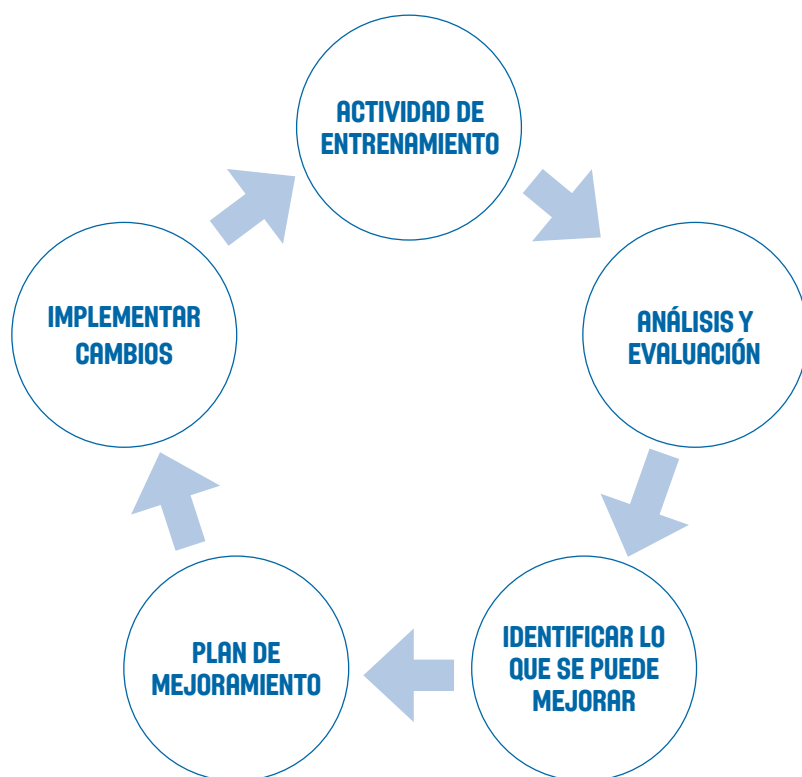 ACTIVIDAD DE
ENTRENAMIENTO
ANÁLISIS Y
EVALUACIÓN
IDENTIFICAR LO
QUE SE PUEDE
MEJORAR
PLAN DE
MEJORAMIENTO
IMPLEMENTAR
CAMBIOS